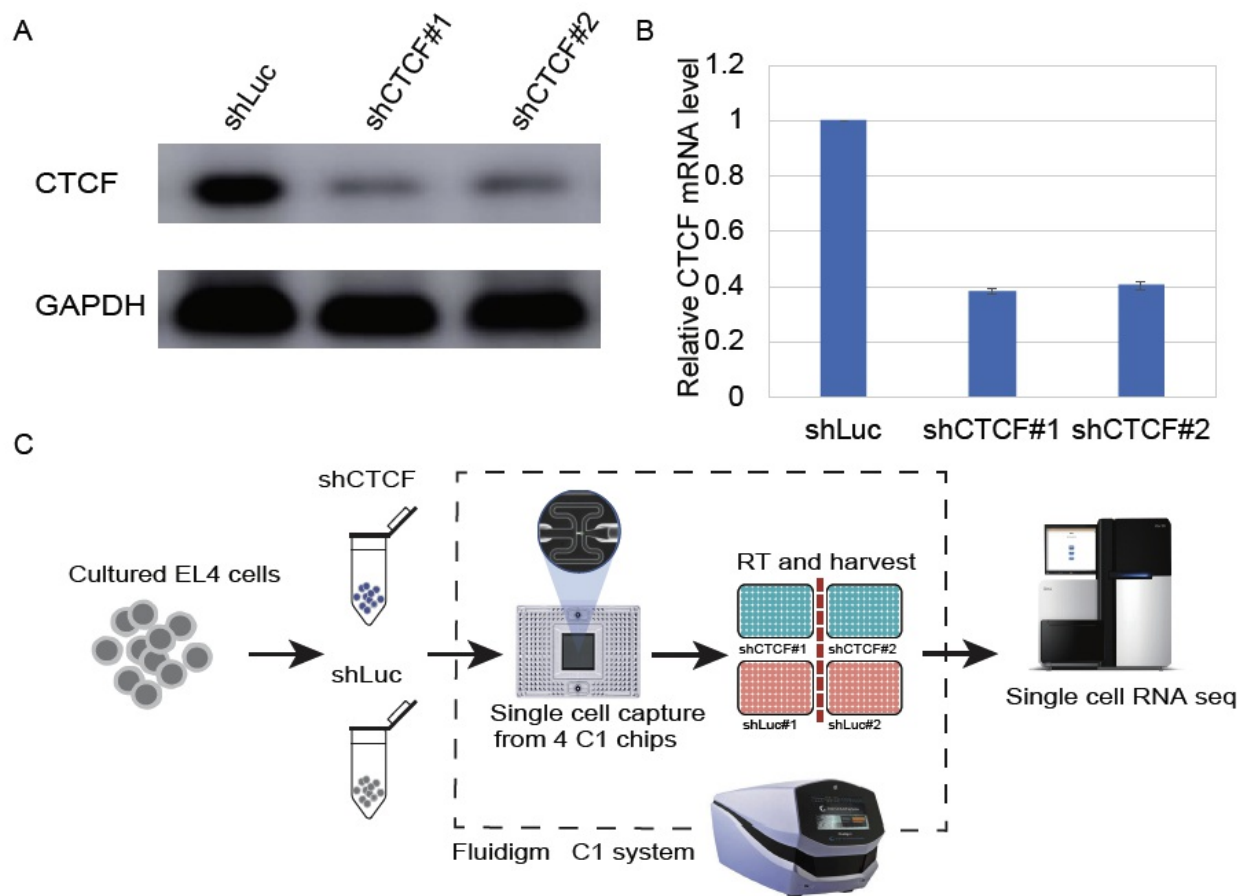 A
shLuc
shCTCF#1
shCTCF#2
CTCF
GAPDH
B
Relative CTCF mRNA level
1.2
1
0.8
0.6
0.4
0.2
0
shLuc shCTCF#1 shCTCF#2
C
shCTCF
Cultured EL4 cells
shLuc
Single cell capture
from 4 C1 chips
RT and harvest
shCTCF#1 shCTCF#2
shLuc#1 shLuc#2
Single cell RNA seq
Fluidigm C1 system